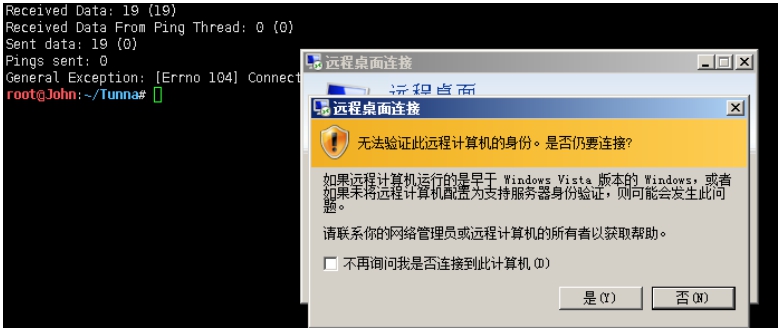 Received Data: 19 (19)
Received Data From Ping Thread: 0 (0)
Sent data: 19 (0)
Pings sent: 0
General Exception: [Errno 104] Connect
root@John:~/Tunna#
远程桌面连接
远程桌面
远程桌面连接
无法验证此远程计算机的身份。是否仍要连接?
如果远程计算机运行的是早于 Windows Vista 版本的 Windows，或者
如果未将远程计算机配置为支持服务器身份验证，则可能会发生此问
题。
请联系你的网络管理员或远程计算机的所有者以获取帮助。
不再询问我是否连接到此计算机(D)
是(Y)
否(N)